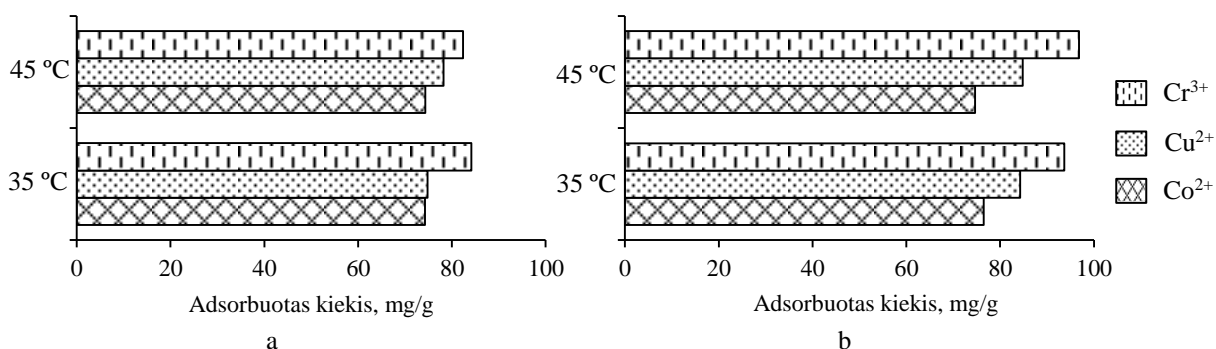 45 ºC
35 ºC
0 20 40 60 80 100
Adsorbuotas kiekis, mg/g
a
45 ºC
35 ºC
0 20 40 60 80 100
Adsorbuotas kiekis, mg/g
b
Cr³⁺
Cu²⁺
Co²⁺